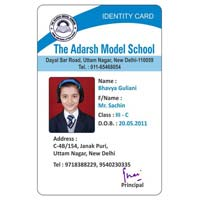 IDENTITY CARD
The Adarsh Model School
Dayal Sar Road, Uttam Nagar, New Delhi-110059
Tel. : 011-65468054
Name :
Bhavya Guliani
F/Name :
Mr. Sachin
Class : III - C
D.O.B. : 20.05.2011
Address :
C-4B/154, Janak Puri,
Uttam Nagar, New Delhi
Tel : 9718388229, 9540230335
Principal